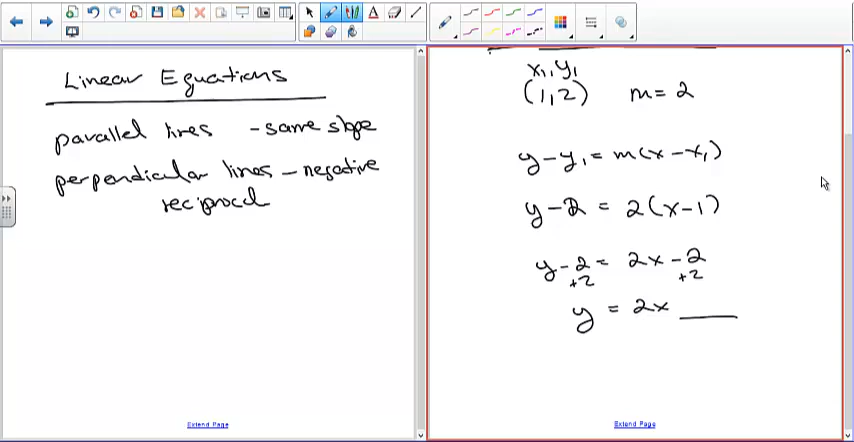 Linear Equations
parallel lines - same slope
perpendicular lines - negative
reciprocal
Extend Page
x₁, y₁
(1, 2) m = 2
y - y₁ = m(x - x₁)
y - 2 = 2(x - 1)
y - 2 = 2x - 2
+2 +2
y = 2x ____
Extend Page